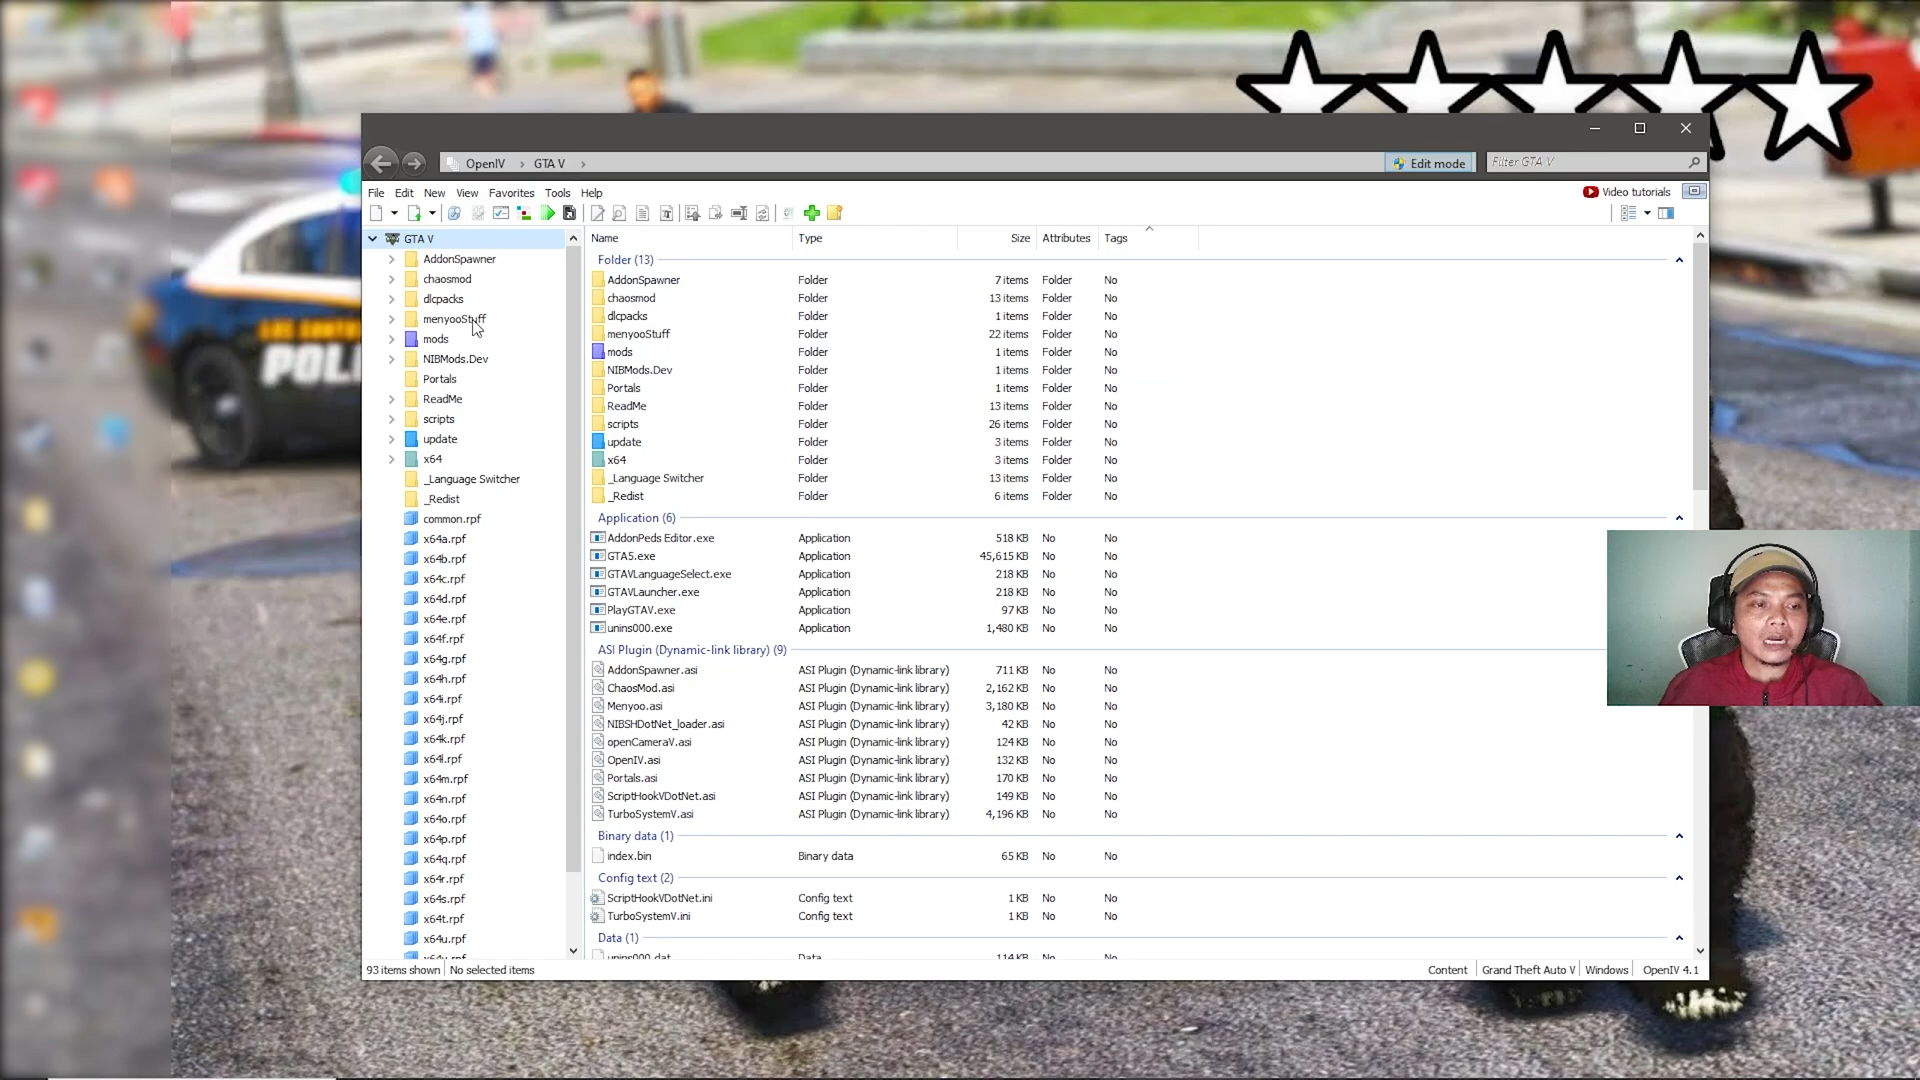 OpenIV
GTA V
Edit mode
Filter GTA V
File Edit New View Favorites Tools Help
Video tutorials
GTA V
AddonSpawner
chaosmod
dlcpacks
menyooStuff
mods
NIBMods.Dev
Portals
ReadMe
scripts
update
x64
_Language Switcher
_Redist
common.rpf
x64a.rpf
x64b.rpf
x64c.rpf
x64d.rpf
x64e.rpf
x64f.rpf
x64g.rpf
x64h.rpf
x64i.rpf
x64j.rpf
x64k.rpf
x64l.rpf
x64m.rpf
x64n.rpf
x64o.rpf
x64p.rpf
x64q.rpf
x64r.rpf
x64s.rpf
x64t.rpf
x64u.rpf
Name Type Size Attributes Tags
Folder (13)
AddonSpawner Folder 7 items Folder No
chaosmod Folder 13 items Folder No
dlcpacks Folder 1 items Folder No
menyooStuff Folder 22 items Folder No
mods Folder 1 items Folder No
NIBMods.Dev Folder 1 items Folder No
Portals Folder 1 items Folder No
ReadMe Folder 13 items Folder No
scripts Folder 26 items Folder No
update Folder 3 items Folder No
x64 Folder 3 items Folder No
_Language Switcher Folder 13 items Folder No
_Redist Folder 6 items Folder No
Application (6)
AddonPeds Editor.exe Application 518 KB No No
GTA5.exe Application 45,615 KB No No
GTAVLanguageSelect.exe Application 218 KB No No
GTAVLauncher.exe Application 218 KB No No
PlayGTAV.exe Application 97 KB No No
unins000.exe Application 1,480 KB No No
ASI Plugin (Dynamic-link library) (9)
AddonSpawner.asi ASI Plugin (Dynamic-link library) 711 KB No No
ChaosMod.asi ASI Plugin (Dynamic-link library) 2,162 KB No No
Menyoo.asi ASI Plugin (Dynamic-link library) 3,180 KB No No
NIBSHDotNet_loader.asi ASI Plugin (Dynamic-link library) 42 KB No No
openCameraV.asi ASI Plugin (Dynamic-link library) 124 KB No No
OpenIV.asi ASI Plugin (Dynamic-link library) 132 KB No No
Portals.asi ASI Plugin (Dynamic-link library) 170 KB No No
ScriptHookVDotNet.asi ASI Plugin (Dynamic-link library) 149 KB No No
TurboSystemV.asi ASI Plugin (Dynamic-link library) 4,196 KB No No
Binary data (1)
index.bin Binary data 65 KB No No
Config text (2)
ScriptHookVDotNet.ini Config text 1 KB No No
TurboSystemV.ini Config text 1 KB No No
Data (1)
unins000.dat Data 114 KB No No
93 items shown No selected items Content Grand Theft Auto V Windows OpenIV 4.1